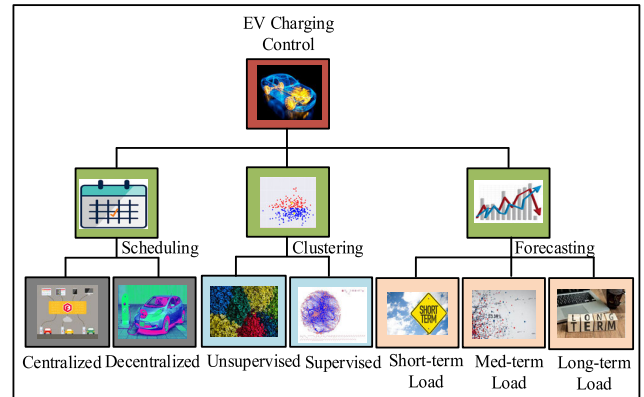 EV Charging
Control
Scheduling
Clustering
Forecasting
SHORT
TERM
LONG
TERM
Centralized
Decentralized
Unsupervised
Supervised
Short-term
Load
Med-term
Load
Long-term
Load